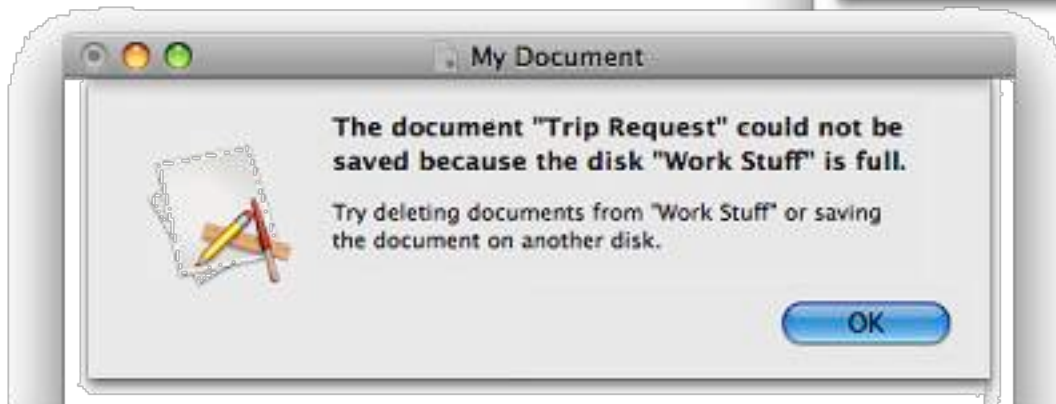 My Document
The document "Trip Request" could not be
saved because the disk "Work Stuff" is full.
Try deleting documents from "Work Stuff" or saving
the document on another disk.
OK